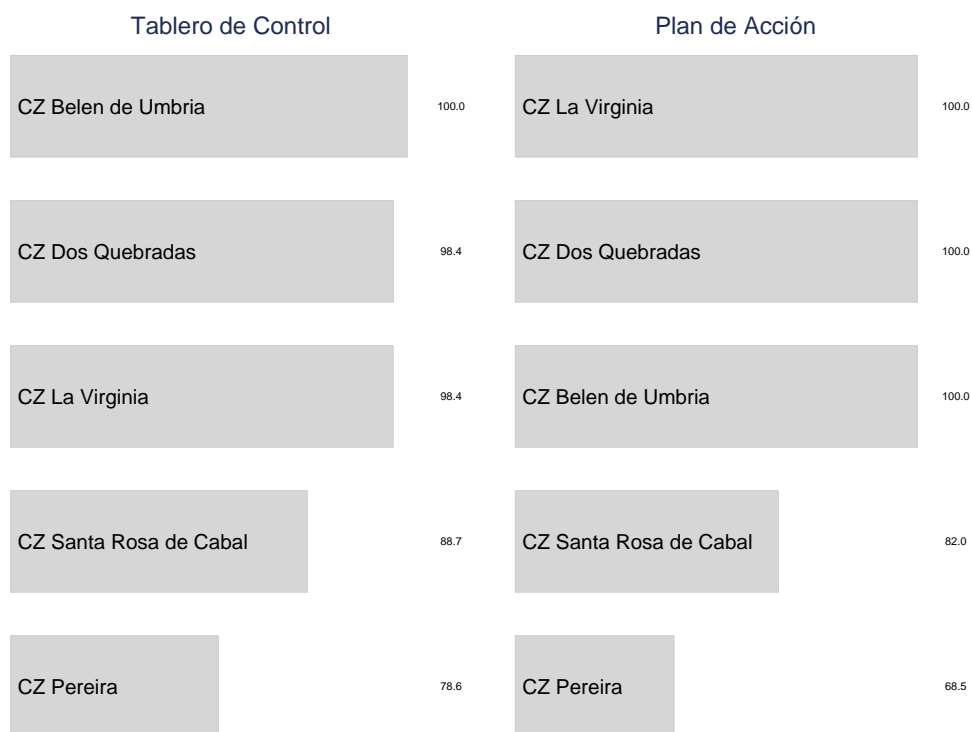 Tablero de Control
CZ Belen de Umbria 100.0
CZ Dos Quebradas 98.4
CZ La Virginia 98.4
CZ Santa Rosa de Cabal 88.7
CZ Pereira 78.6
Plan de Acción
CZ La Virginia 100.0
CZ Dos Quebradas 100.0
CZ Belen de Umbria 100.0
CZ Santa Rosa de Cabal 82.0
CZ Pereira 68.5